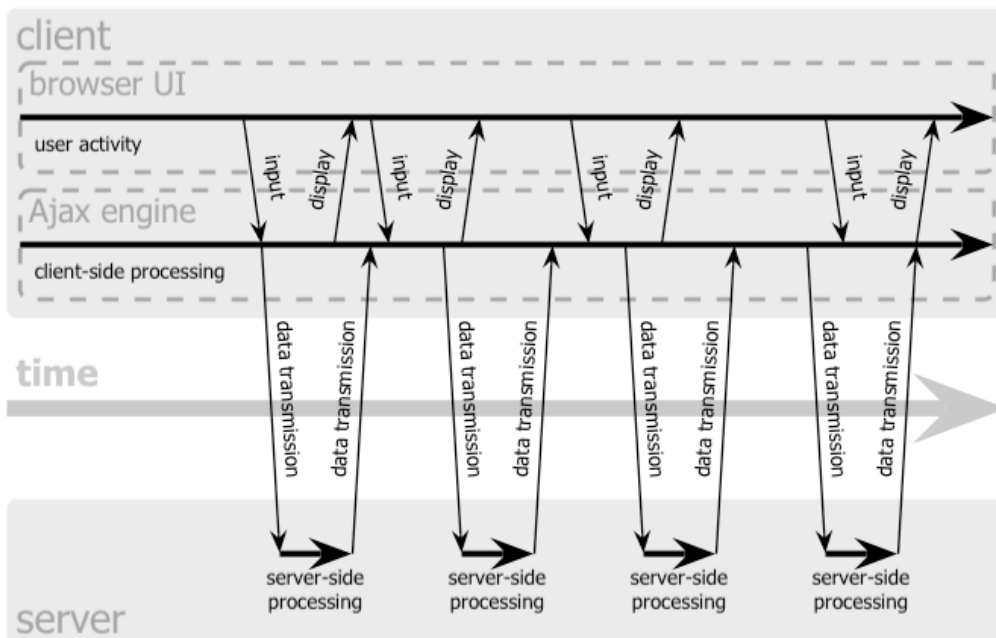 client
browser UI
user activity
input
display
input
display
input
display
input
display
Ajax engine
client-side processing
data transmission
data transmission
data transmission
data transmission
data transmission
data transmission
data transmission
data transmission
time
server-side
processing
server-side
processing
server-side
processing
server-side
processing
server